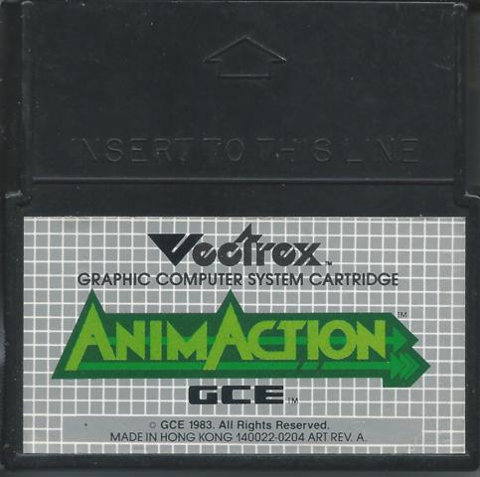 INSERT TO THIS LINE
Vectrex™
GRAPHIC COMPUTER SYSTEM CARTRIDGE
ANIMACTION™
GCE™
© GCE 1983. All Rights Reserved.
MADE IN HONG KONG 140022-0204 ART REV. A.